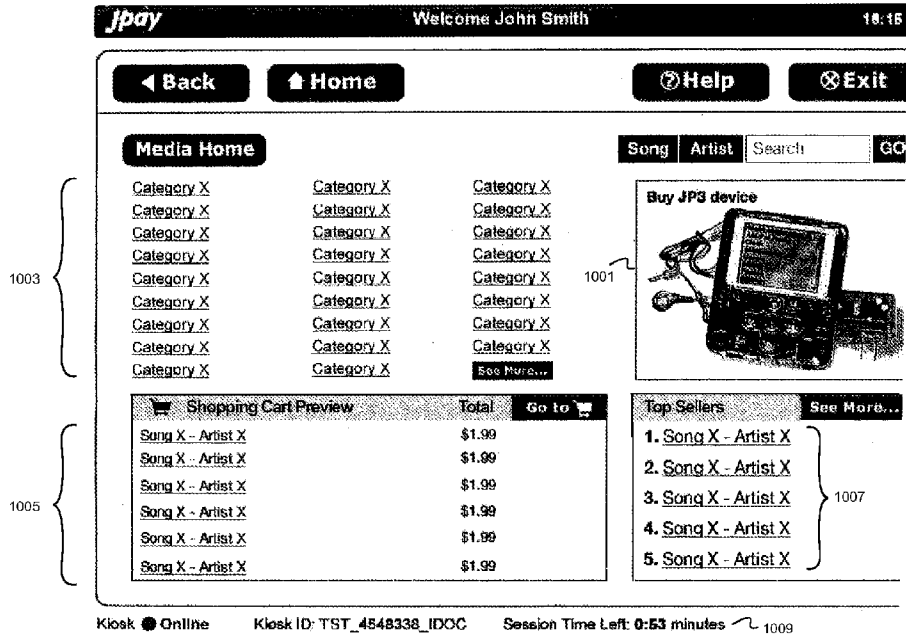 Jpay Welcome John Smith 16:15
Back Home Help Exit
Media Home Song Artist Search GO
Category X Category X Category X
Category X Category X Category X
Category X Category X Category X
Category X Category X Category X
Category X Category X Category X
Category X Category X Category X
Category X Category X Category X
Category X Category X Category X
Category X Category X See More...
1003
Buy JP3 device
1001
Shopping Cart Preview Total Go to
Song X - Artist X $1.99
Song X - Artist X $1.99
Song X - Artist X $1.99
Song X - Artist X $1.99
Song X - Artist X $1.99
Song X - Artist X $1.99
1005
Top Sellers See More...
1. Song X - Artist X
2. Song X - Artist X
3. Song X - Artist X
4. Song X - Artist X
5. Song X - Artist X
1007
Kiosk Online Kiosk ID: TST_4548338_IDOC Session Time Left: 0:53 minutes 1009